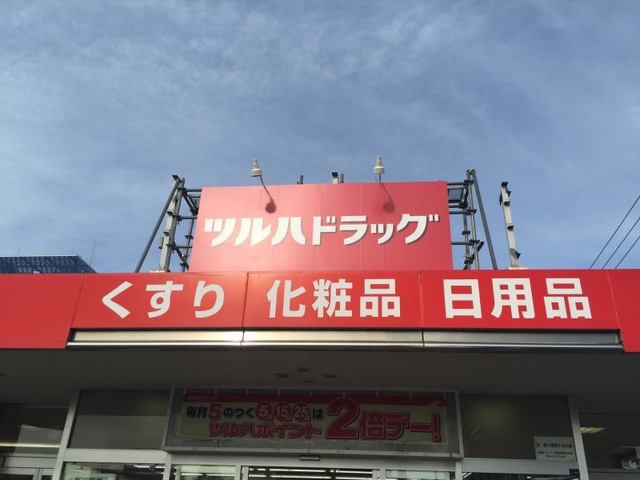 ツルハドラッグ
くすり 化粧品 日用品
毎月5のつく5,15,25は
ツルハポイント2倍デー!